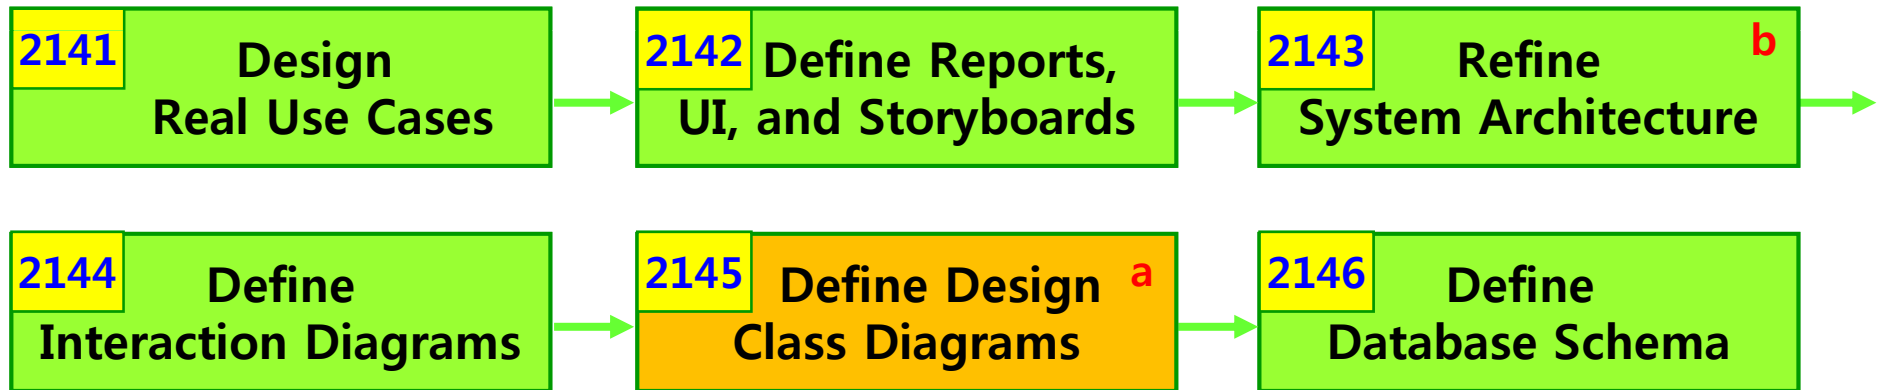 2141
Design
Real Use Cases
2142
Define Reports,
UI, and Storyboards
2143
Refine
b
System Architecture
2144
Define
Interaction Diagrams
2145
Define Design
a
Class Diagrams
2146
Define
Database Schema